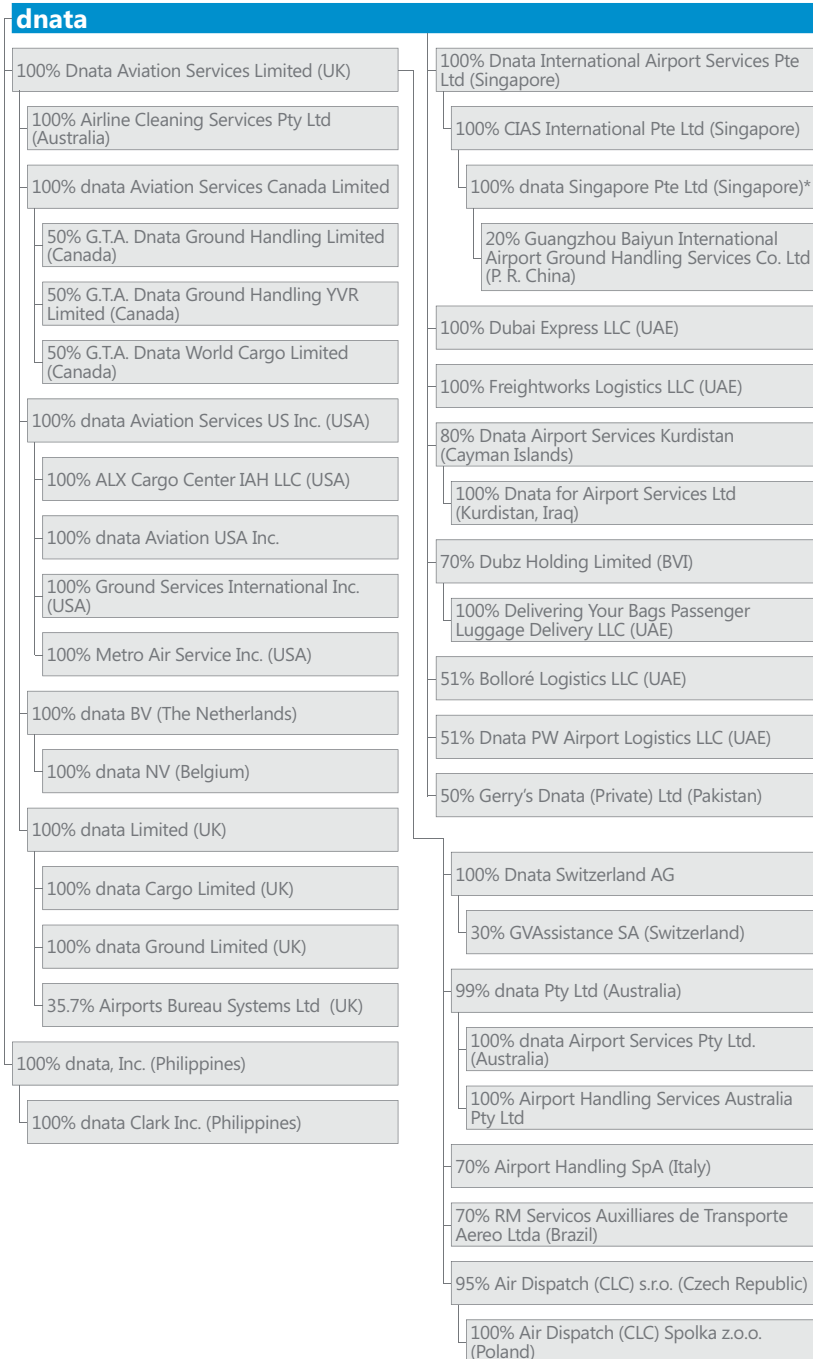 dnata
100% Dnata Aviation Services Limited (UK)
100% Airline Cleaning Services Pty Ltd
(Australia)
100% dnata Aviation Services Canada Limited
50% G.T.A. Dnata Ground Handling Limited
(Canada)
50% G.T.A. Dnata Ground Handling YVR
Limited (Canada)
50% G.T.A. Dnata World Cargo Limited
(Canada)
100% dnata Aviation Services US Inc. (USA)
100% ALX Cargo Center IAH LLC (USA)
100% dnata Aviation USA Inc.
100% Ground Services International Inc.
(USA)
100% Metro Air Service Inc. (USA)
100% dnata BV (The Netherlands)
100% dnata NV (Belgium)
100% dnata Limited (UK)
100% dnata Cargo Limited (UK)
100% dnata Ground Limited (UK)
35.7% Airports Bureau Systems Ltd  (UK)
100% dnata, Inc. (Philippines)
100% dnata Clark Inc. (Philippines)
100% Dnata International Airport Services Pte
Ltd (Singapore)
100% CIAS International Pte Ltd (Singapore)
100% dnata Singapore Pte Ltd (Singapore)*
20% Guangzhou Baiyun International
Airport Ground Handling Services Co. Ltd
(P. R. China)
100% Dubai Express LLC (UAE)
100% Freightworks Logistics LLC (UAE)
80% Dnata Airport Services Kurdistan
(Cayman Islands)
100% Dnata for Airport Services Ltd
(Kurdistan, Iraq)
70% Dubz Holding Limited (BVI)
100% Delivering Your Bags Passenger
Luggage Delivery LLC (UAE)
51% Bolloré Logistics LLC (UAE)
51% Dnata PW Airport Logistics LLC (UAE)
50% Gerry's Dnata (Private) Ltd (Pakistan)
100% Dnata Switzerland AG
30% GVAssistance SA (Switzerland)
99% dnata Pty Ltd (Australia)
100% dnata Airport Services Pty Ltd.
(Australia)
100% Airport Handling Services Australia
Pty Ltd
70% Airport Handling SpA (Italy)
70% RM Servicos Auxilliares de Transporte
Aereo Ltda (Brazil)
95% Air Dispatch (CLC) s.r.o. (Czech Republic)
100% Air Dispatch (CLC) Spolka z.o.o.
(Poland)